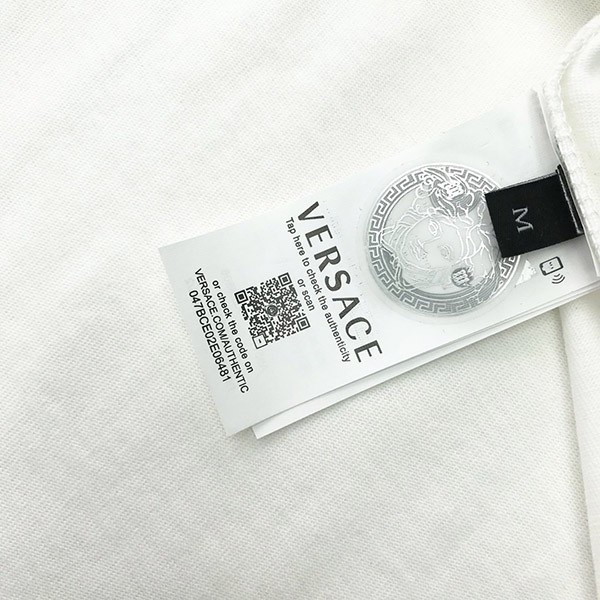 M
VERSACE
Tap here to check the authenticity
or scan
or check the code on
VERSACE.COM/AUTHENTIC
047BCE02E06481